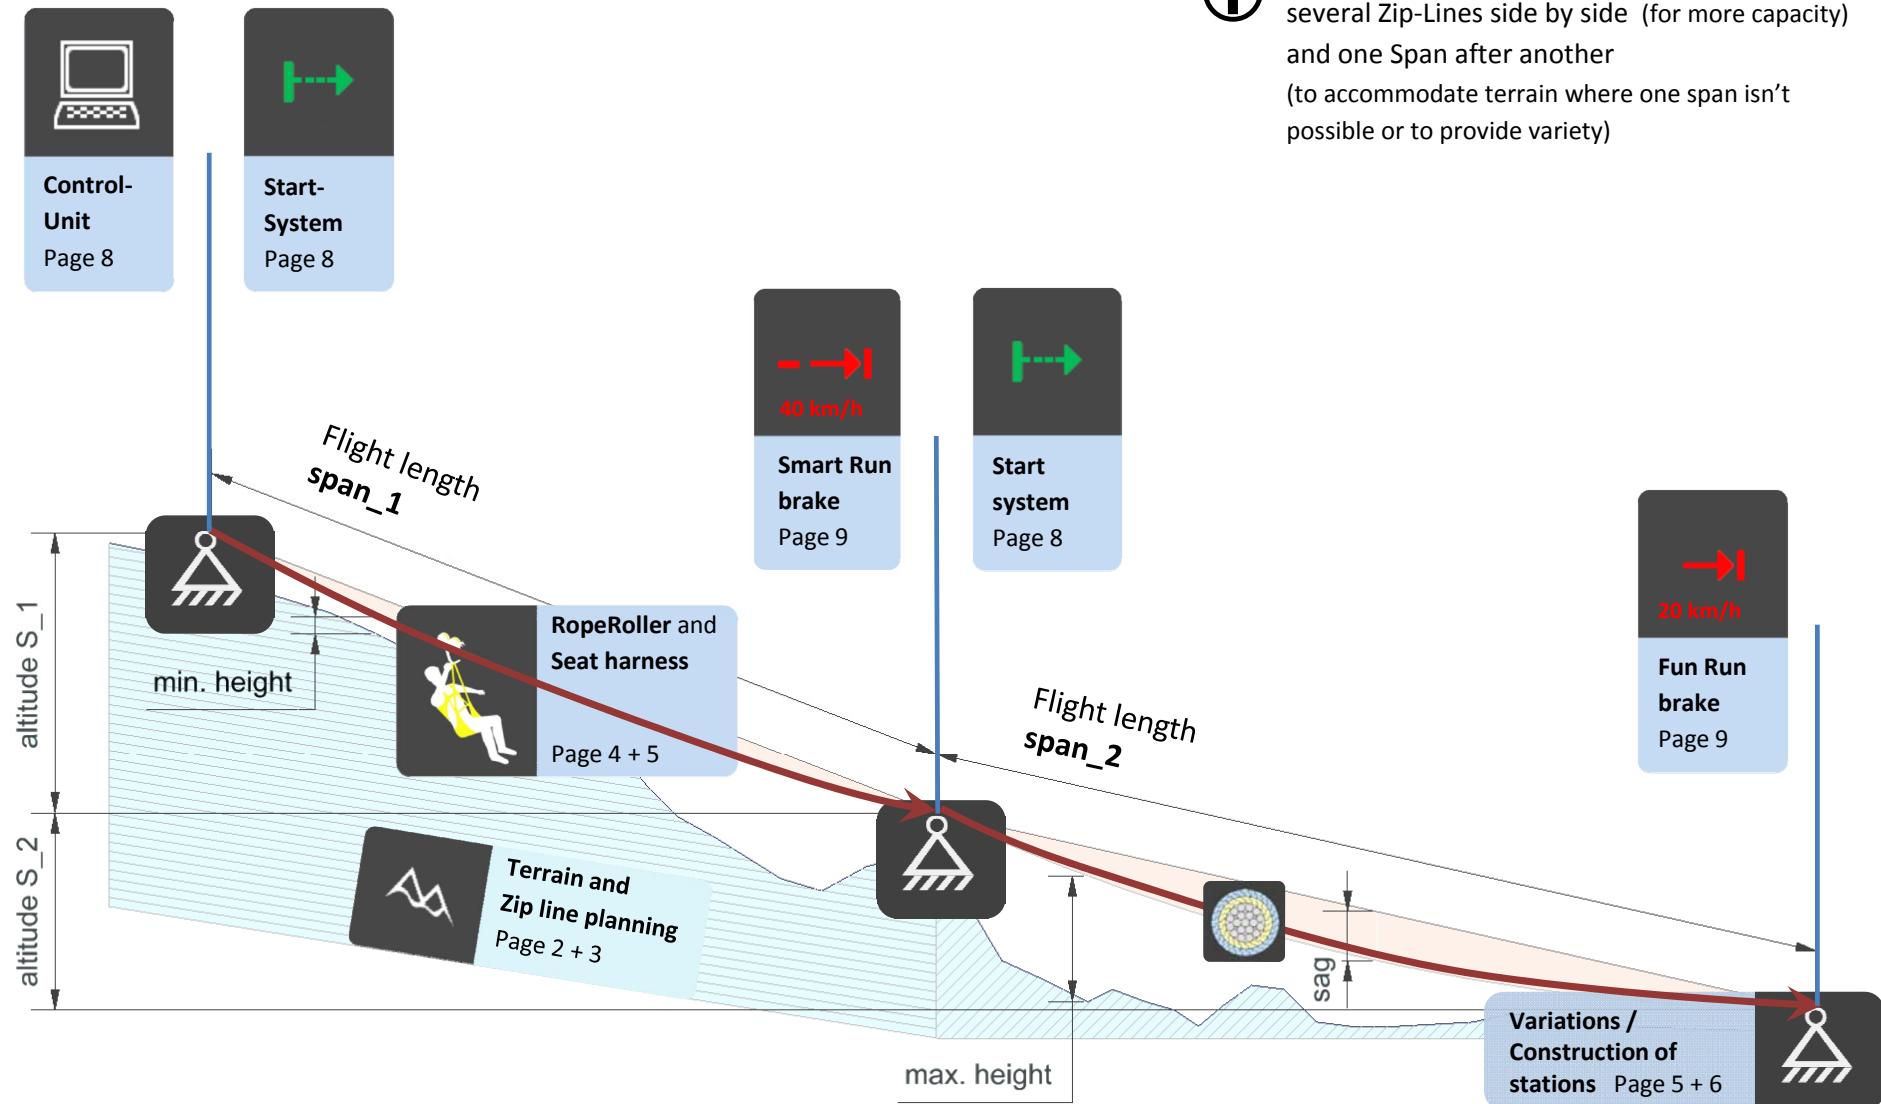 several Zip-Lines side by side (for more capacity)
and one Span after another
(to accommodate terrain where one span isn't
possible or to provide variety)
Control-
Unit
Page 8
Start-
System
Page 8
40 km/h
Smart Run
brake
Page 9
Start
system
Page 8
20 km/h
Fun Run
brake
Page 9
Flight length
span_1
altitude S_1
min. height
RopeRoller and
Seat harness
Page 4 + 5
Flight length
span_2
altitude S_2
Terrain and
Zip line planning
Page 2 + 3
sag
max. height
Variations /
Construction of
stations Page 5 + 6